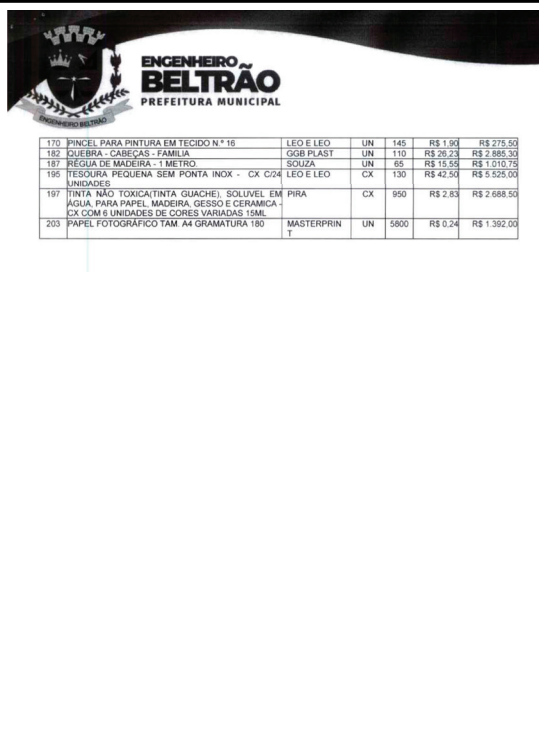 ENGENHEIRO
BELTRÃO
PREFEITURA MUNICIPAL
ENGENHEIRO BELTRÃO
170 PINCEL PARA PINTURA EM TECIDO N.º 16 LEO E LEO UN 145 R$ 1,90 R$ 275,50
182 QUEBRA - CABEÇAS - FAMILIA GGB PLAST UN 110 R$ 26,23 R$ 2.885,30
187 RÉGUA DE MADEIRA - 1 METRO. SOUZA UN 65 R$ 15,55 R$ 1.010,75
195 TESOURA PEQUENA SEM PONTA INOX - CX C/24 LEO E LEO CX 130 R$ 42,50 R$ 5.525,00
UNIDADES
197 TINTA NÃO TOXICA(TINTA GUACHE), SOLUVEL EM PIRA CX 950 R$ 2,83 R$ 2.688,50
ÁGUA, PARA PAPEL, MADEIRA, GESSO E CERAMICA -
CX COM 6 UNIDADES DE CORES VARIADAS 15ML
203 PAPEL FOTOGRÁFICO TAM. A4 GRAMATURA 180 MASTERPRIN UN 5800 R$ 0,24 R$ 1.392,00
T